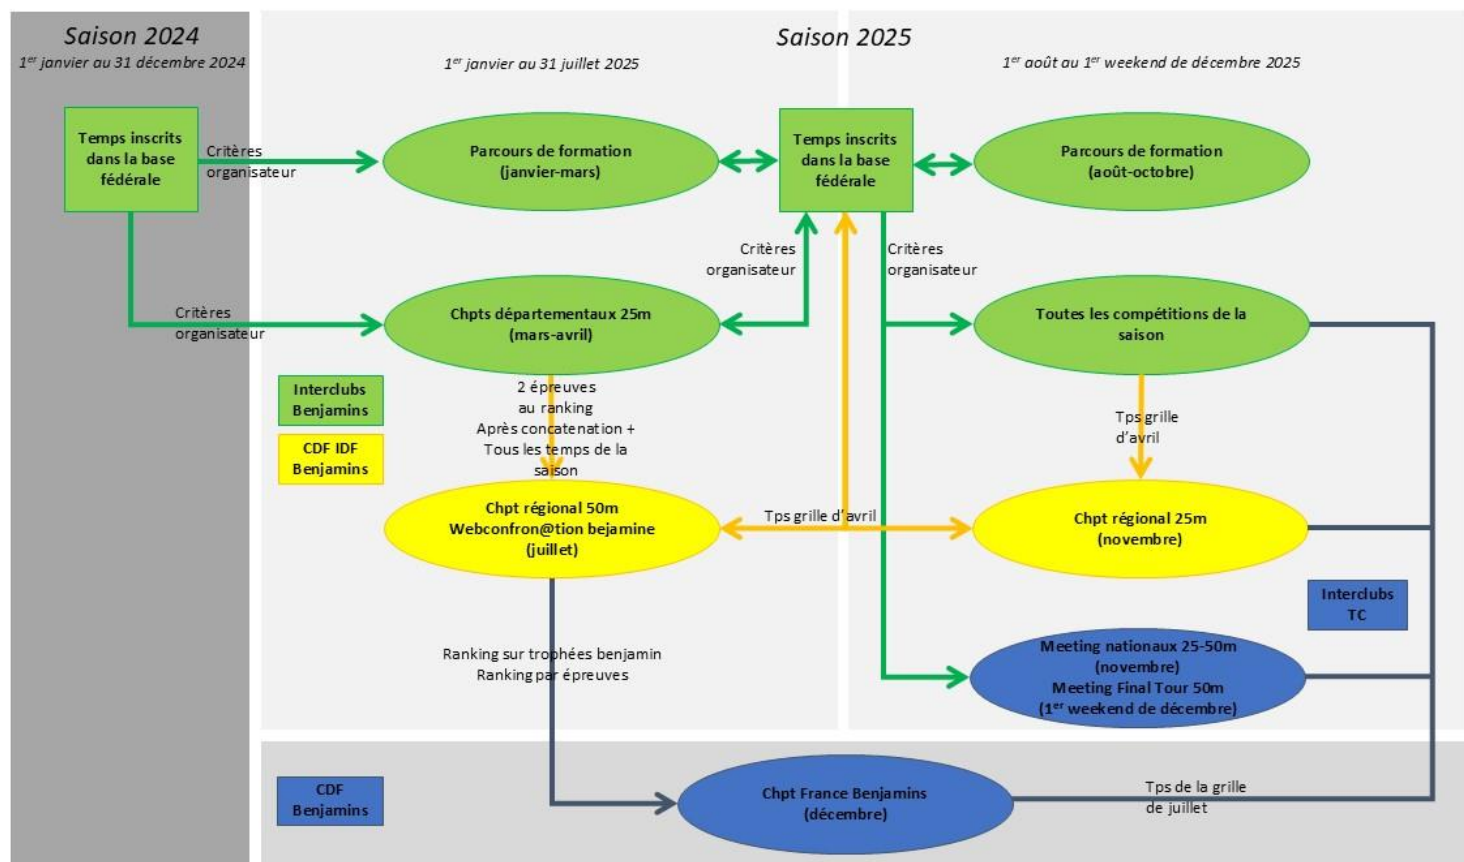 Saison 2024
1er janvier au 31 décembre 2024
Saison 2025
1er janvier au 31 juillet 2025
1er août au 1er weekend de décembre 2025
Temps inscrits
dans la base
fédérale
Critères
organisateur
Parcours de formation
(janvier-mars)
Temps inscrits
dans la base
fédérale
Parcours de formation
(août-octobre)
Critères
organisateur
Critères
organisateur
Critères
organisateur
Chpts départementaux 25m
(mars-avril)
Toutes les compétitions de la
saison
Interclubs
Benjamins
CDF IDF
Benjamins
2 épreuves
au ranking
Après concatenation +
Tous les temps de la
saison
Tps grille
d'avril
Chpt régional 50m
Webconfron@tion bejamine
(juillet)
Tps grille d'avril
Chpt régional 25m
(novembre)
Interclubs
TC
Ranking sur trophées benjamin
Ranking par épreuves
Meeting nationaux 25-50m
(novembre)
Meeting Final Tour 50m
(1er weekend de décembre)
CDF
Benjamins
Chpt France Benjamins
(décembre)
Tps de la grille
de juillet